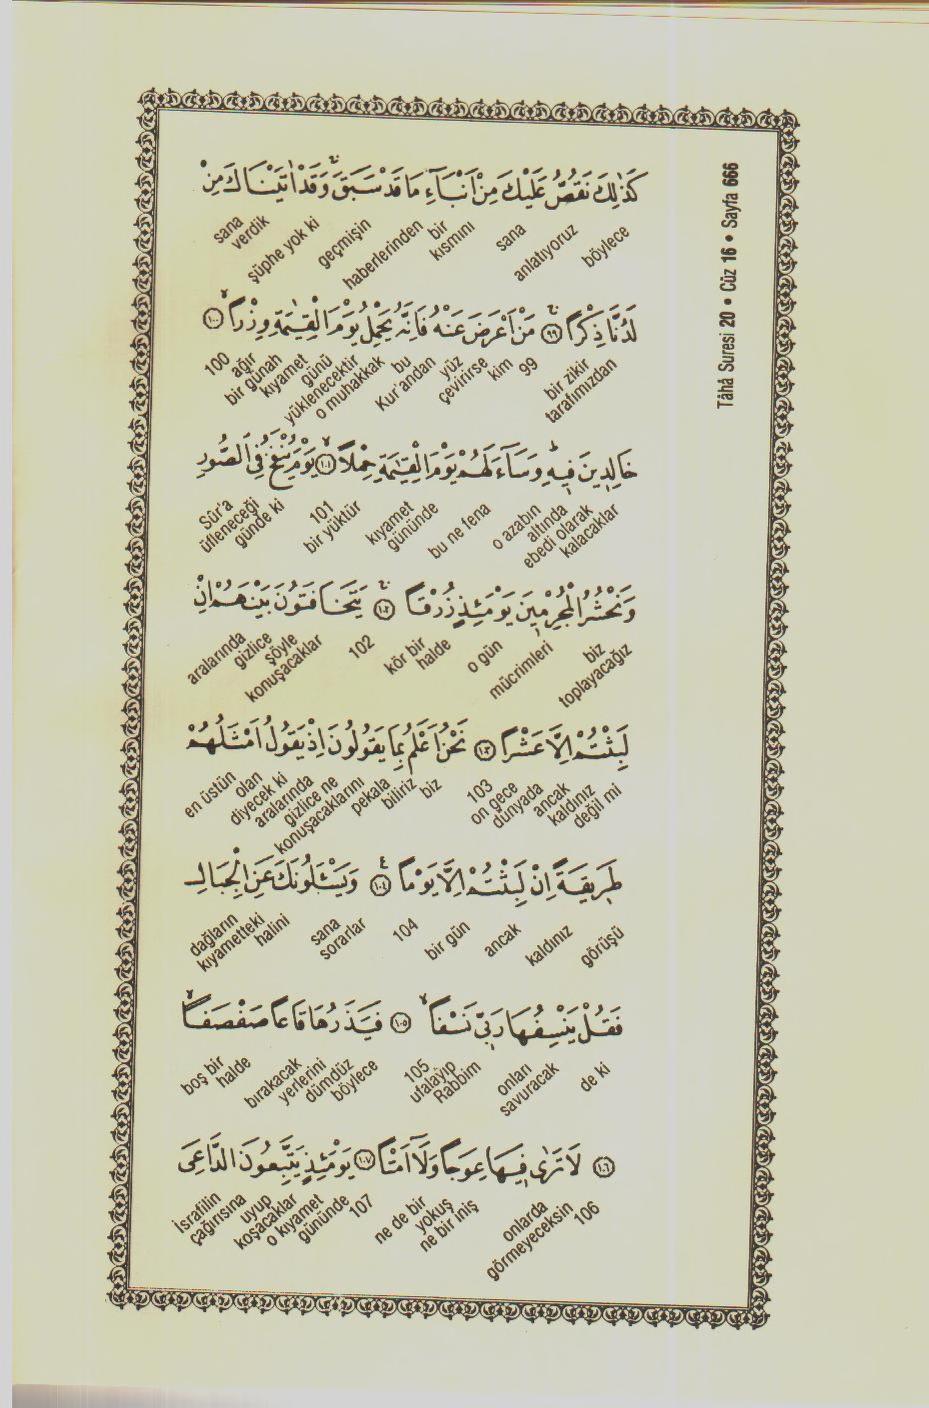 Tâhâ Suresi 20 • Cüz 16 • Sayfa 666
كَذٰلِكَ نَقُصُّ عَلَيْكَ مِنْ اَنْبَٓاءِ مَا قَدْ سَبَقَۚ وَقَدْ اٰتَيْنَاكَ مِنْ
böylece
anlatıyoruz
sana
bir
kısmını
haberlerinden
geçmişin
şüphe yok ki
sana
verdik
لَدُنَّا ذِكْرًاۚ ﴿٩٩﴾ مَنْ اَعْرَضَ عَنْهُ فَاِنَّهُ يَحْمِلُ يَوْمَ الْقِيٰمَةِ وِزْرًاۙ ﴿١٠٠﴾
bir zikir
tarafımızdan
99
kim
yüz
çevirirse
bu
Kur'andan
o muhakkak
yüklenecektir
günü
kıyamet
bir günah
ağır
100
خَالِدٖينَ فٖيهِۜ وَسَٓاءَ لَهُمْ يَوْمَ الْقِيٰمَةِ حِمْلًاۙ ﴿١٠١﴾ يَوْمَ يُنْفَخُ فِي الصُّورِ
o azabın
altında
ebedi olarak
kalacaklar
bu ne fena
kıyamet
gününde
101
bir yüktür
Sûr'a
üfleneceği
günde ki
وَنَحْشُرُ الْمُجْرِمٖينَ يَوْمَئِذٍ زُرْقًاۚ ﴿١٠٢﴾ يَتَخَافَتُونَ بَيْنَهُمْ اِنْ
biz
toplayacağız
mücrimleri
o gün
kör bir
halde
102
aralarında
gizlice
şöyle
konuşacaklar
لَبِثْتُمْ اِلَّا عَشْرًا ﴿١٠٣﴾ نَحْنُ اَعْلَمُ بِمَا يَقُولُونَ اِذْ يَقُولُ اَمْثَلُهُمْ
103
on gece
dünyada
ancak
kaldınız
değil mi
biz
pekala
biliriz
gizlice ne
konuşacaklarını
aralarında
diyecek ki
olan
en üstün
طَرٖيقَةً اِنْ لَبِثْتُمْ اِلَّا يَوْمًا ﴿١٠٤﴾ وَيَسْـَٔلُونَكَ عَنِ الْجِبَالِ
görüşü
kaldınız
ancak
bir gün
104
sana
sorarlar
dağların
kıyametteki
halini
فَقُلْ يَنْسِفُهَا رَبّٖي نَسْفًاۙ ﴿١٠٥﴾ فَيَذَرُهَا قَاعًا صَفْصَفًاۙ
de ki
onları
savuracak
105
ufalayıp
Rabbim
böylece
dümdüz
yerlerini
bırakacak
boş bir
halde
﴿١٠٦﴾ لَا تَرٰى فٖيهَا عِوَجًا وَلَٓا اَمْتًا ﴿١٠٧﴾ يَوْمَئِذٍ يَتَّبِعُونَ الدَّاعِيَ
106
onlarda
görmeyeceksin
ne de bir
yokuş
ne bir iniş
107
o kıyamet
gününde
uyup
koşacaklar
İsrafilin
çağırısına